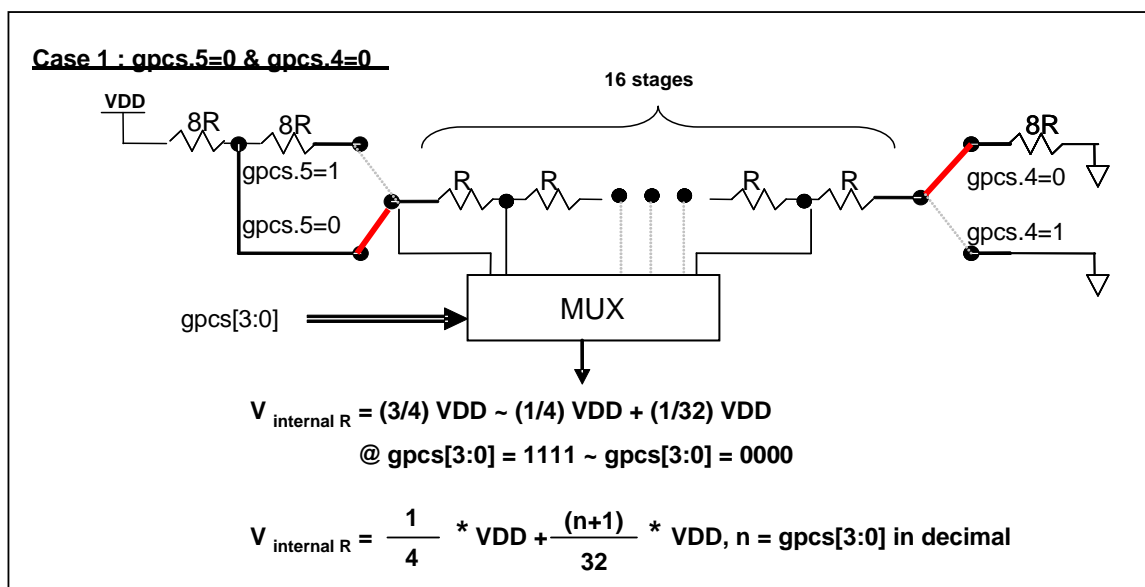 Case 1 : gpcs.5=0 & gpcs.4=0
16 stages
VDD
8R 8R
8R
gpcs.5=1
R R R R
gpcs.4=0
gpcs.5=0
gpcs.4=1
MUX
gpcs[3:0]
V internal R = (3/4) VDD ~ (1/4) VDD + (1/32) VDD
@ gpcs[3:0] = 1111 ~ gpcs[3:0] = 0000
V internal R = 1/4 * VDD + (n+1)/32 * VDD, n = gpcs[3:0] in decimal